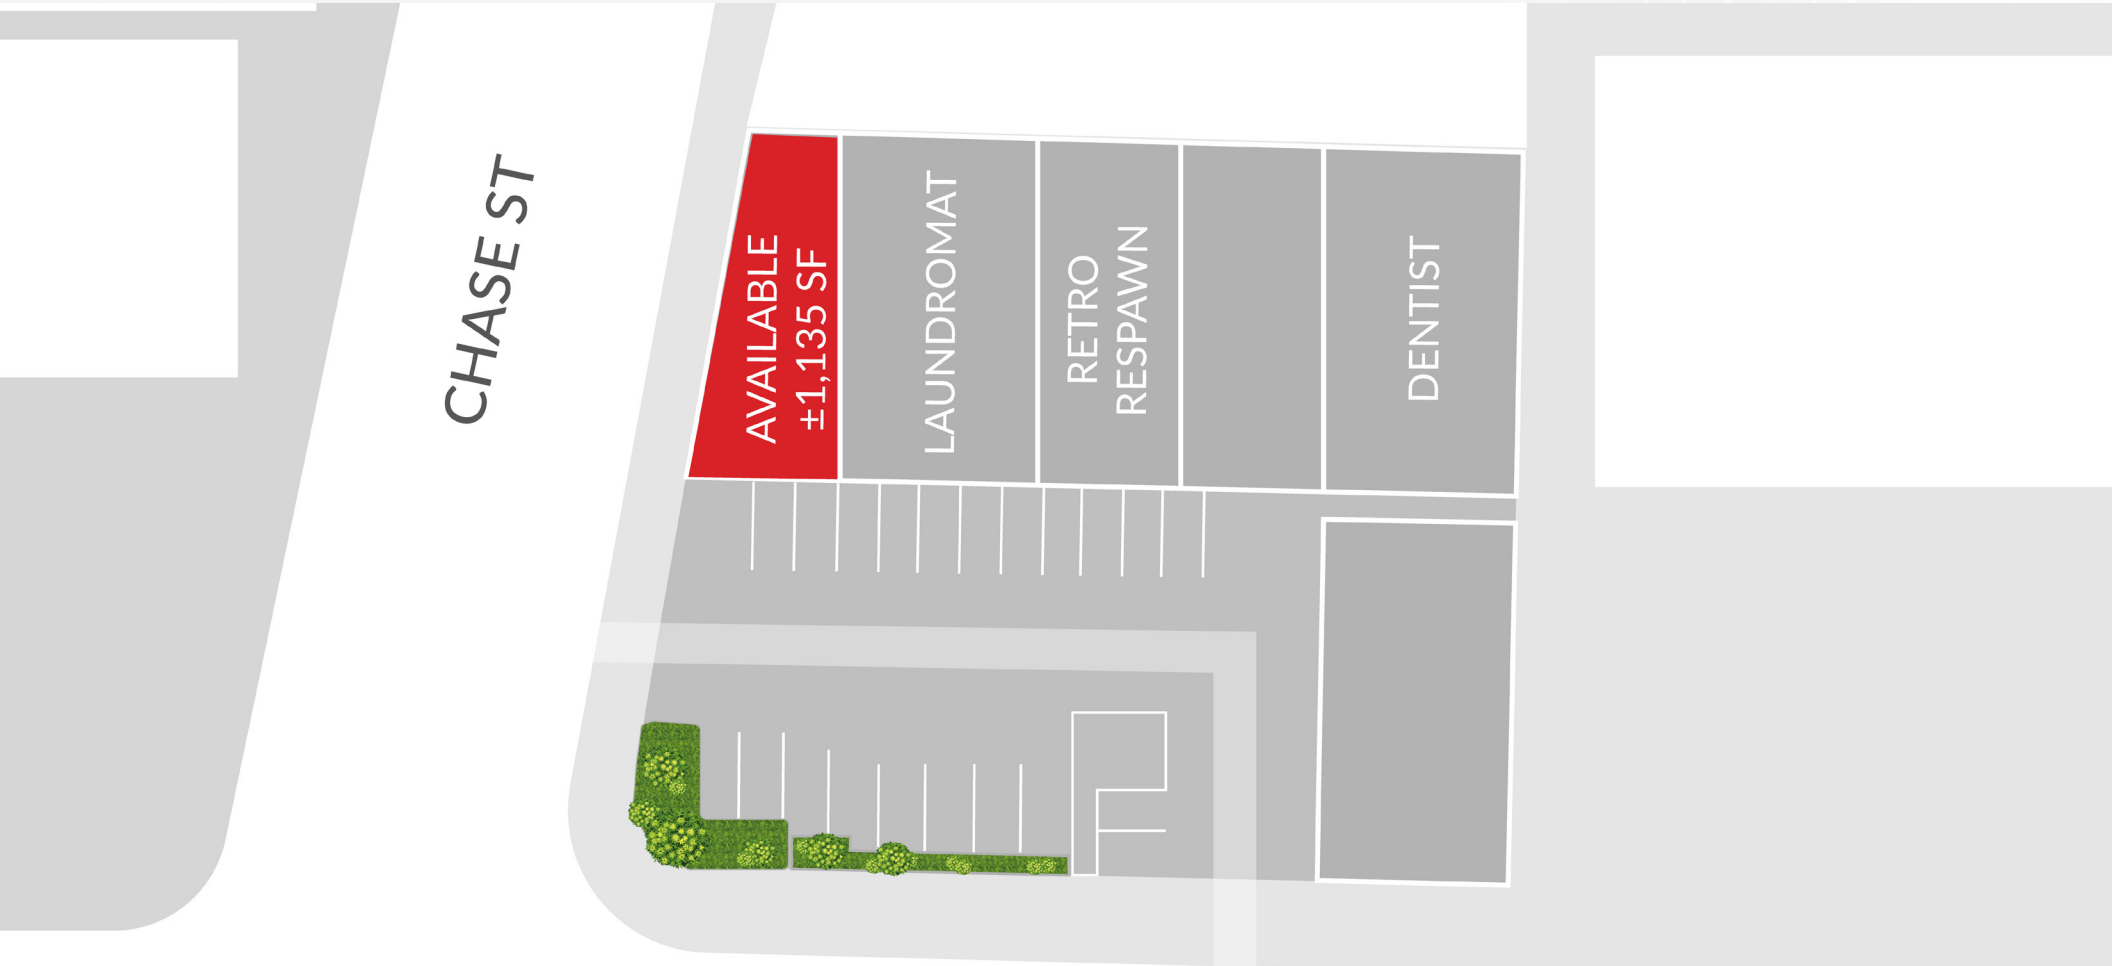 CHASE ST
AVAILABLE
±1,135 SF
LAUNDROMAT
RETRO
RESPAWN
DENTIST